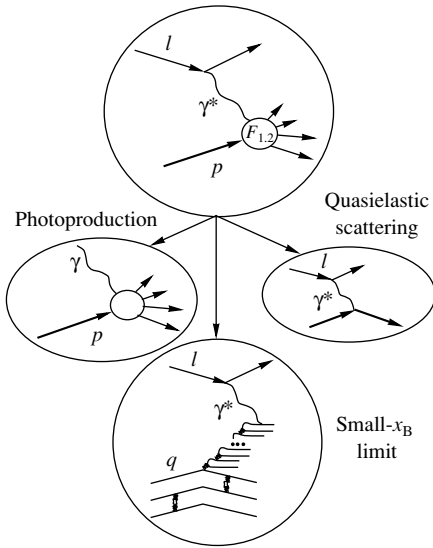 l
γ*
F1.2
p
Photoproduction
Quasielastic
scattering
γ
p
l
γ*
l
γ*
q
Small-xB
limit